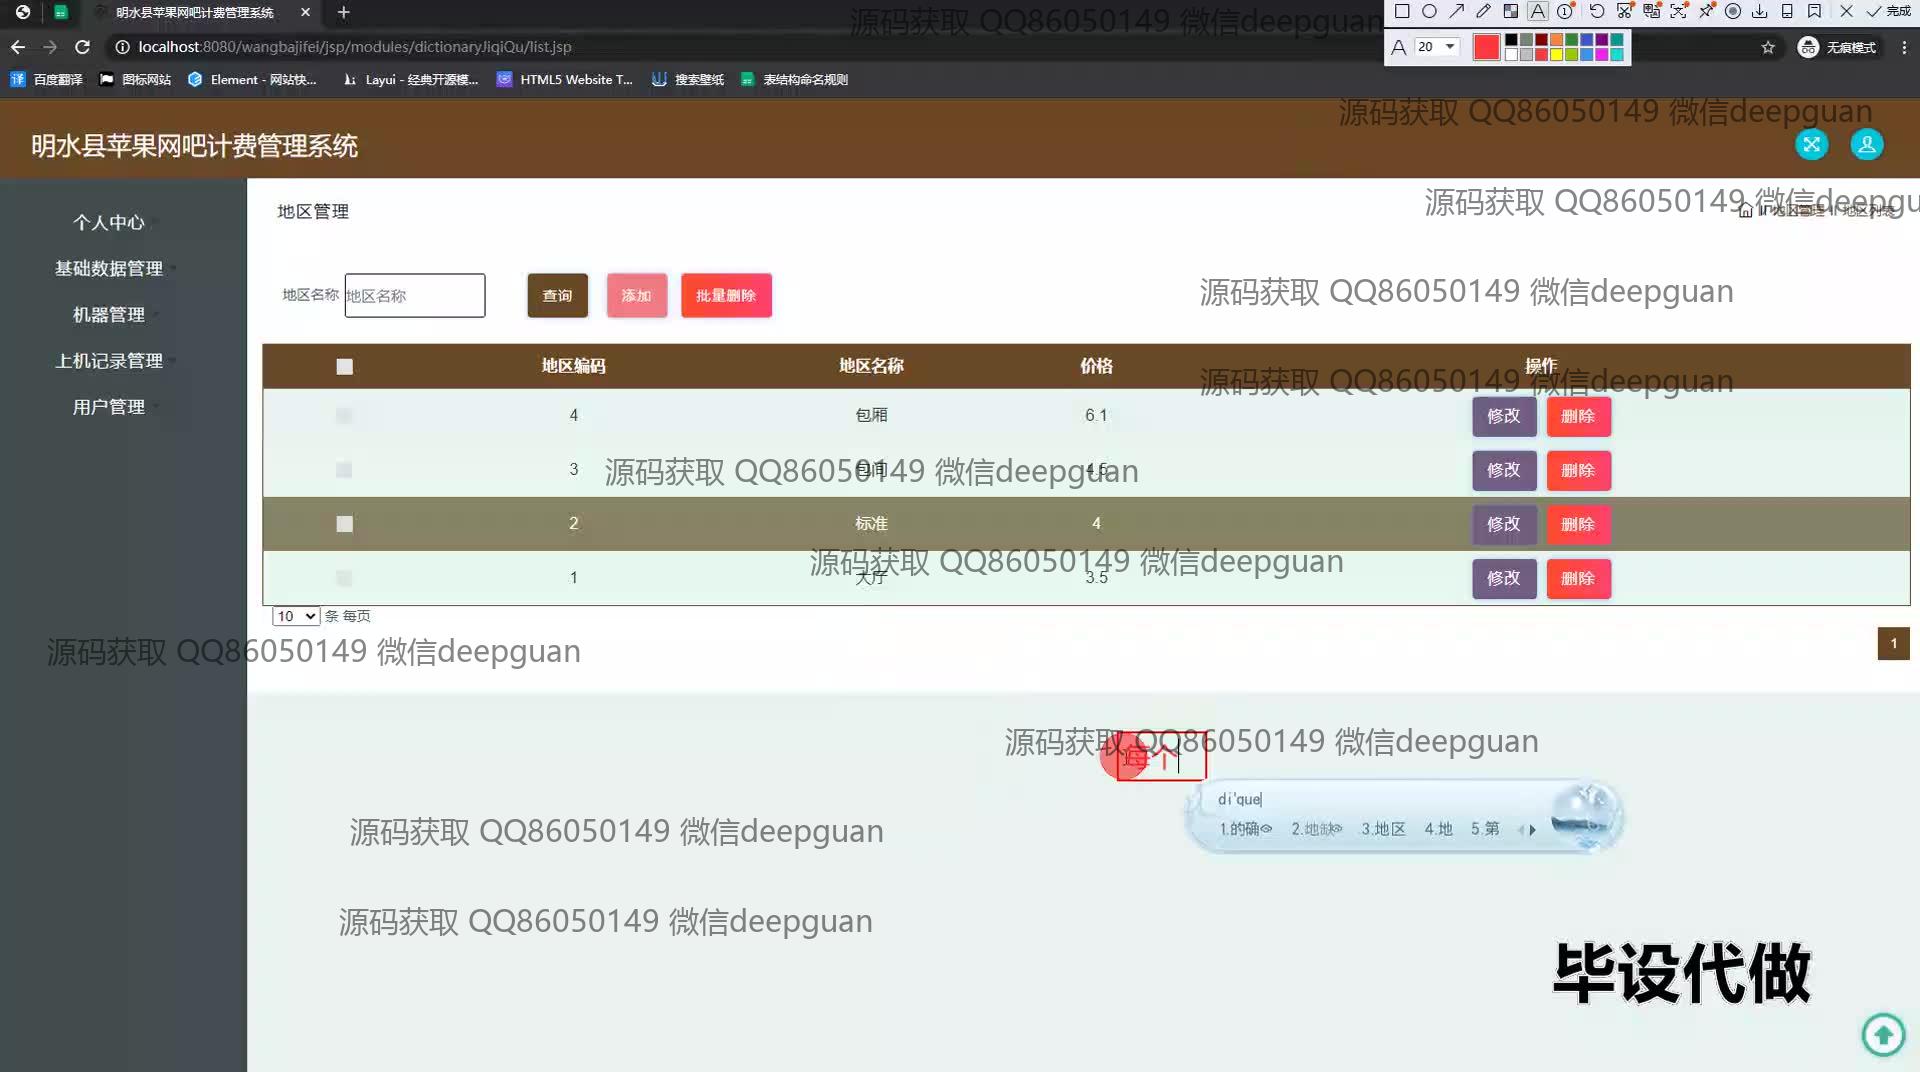 明水县苹果网吧计费管理系统
完成
localhost:8080/wangbajifei/jsp/modules/dictionaryJiqiQu/list.jsp
A 20
无痕模式
百度翻译 图标网站 Element - 网站快... Layui - 经典开源模... HTML5 Website T... 搜索壁纸 表结构命名规则
源码获取 QQ86050149 微信deepguan
源码获取 QQ86050149 微信deepguan
明水县苹果网吧计费管理系统
源码获取 QQ86050149 微信deepgu
地区管理
地区管理 地区列表
个人中心
基础数据管理
机器管理
上机记录管理
用户管理
地区名称 地区名称 查询 添加 批量删除
源码获取 QQ86050149 微信deepguan
地区编码 地区名称 价格 操作
源码获取 QQ86050149 微信deepguan
4 包厢 6.1 修改 删除
3 包间 4.5 修改 删除
源码获取 QQ86050149 微信deepguan
2 标准 4 修改 删除
源码获取 QQ86050149 微信deepguan
1 大厅 3.5 修改 删除
10 条 每页
1
源码获取 QQ86050149 微信deepguan
源码获取 QQ86050149 微信deepguan
每个
di'que
1.的确 2.地缺 3.地区 4.地 5.第
源码获取 QQ86050149 微信deepguan
源码获取 QQ86050149 微信deepguan
毕设代做